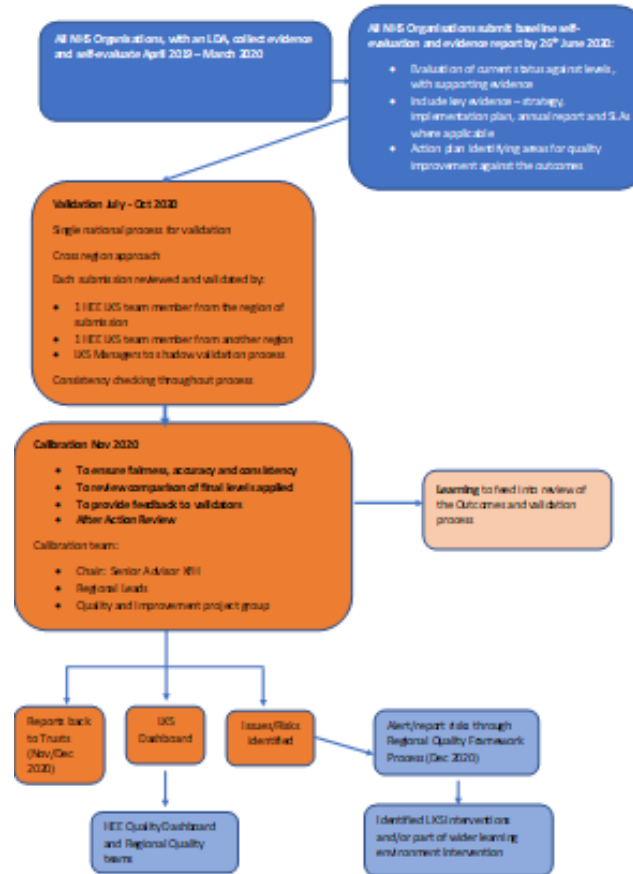 All NHS Organisations, with an LDA, collect evidence
and self-evaluate April 2019 – March 2020
All NHS Organisations submit baseline self-
evaluation and evidence report by 26th June 2020:
• Evaluation of current status against levels,
with supporting evidence
• Include key evidence – strategy,
implementation plan, annual report and SLAs
where applicable
• Action plan identifying areas for quality
improvement against the outcomes
Validation July - Oct 2020
Single national process for validation
Cross region approach
Each submission reviewed and validated by:
• 1 HEE LKS team member from the region of
submission
• 1 HEE LKS team member from another region
• LKS Managers to shadow validation process
Consistency checking throughout process
Calibration Nov 2020
• To ensure fairness, accuracy and consistency
• To review comparison of final levels applied
• To provide feedback to validators
• After Action Review
Calibration team:
• Chair: Senior Advisor
• Regional Leads
• Quality and Improvement project group
Learning to feed into review of
the Outcomes and validation
process
Reports back
to Trusts
(Nov/Dec
2020)
LKS
Dashboard
Issues/Risks
identified
Alert/report risks through
Regional Quality Framework
Process (Dec 2020)
HEE Quality Dashboard
and Regional Quality
teams
Identified LKS interventions
and/or part of wider learning
environment intervention